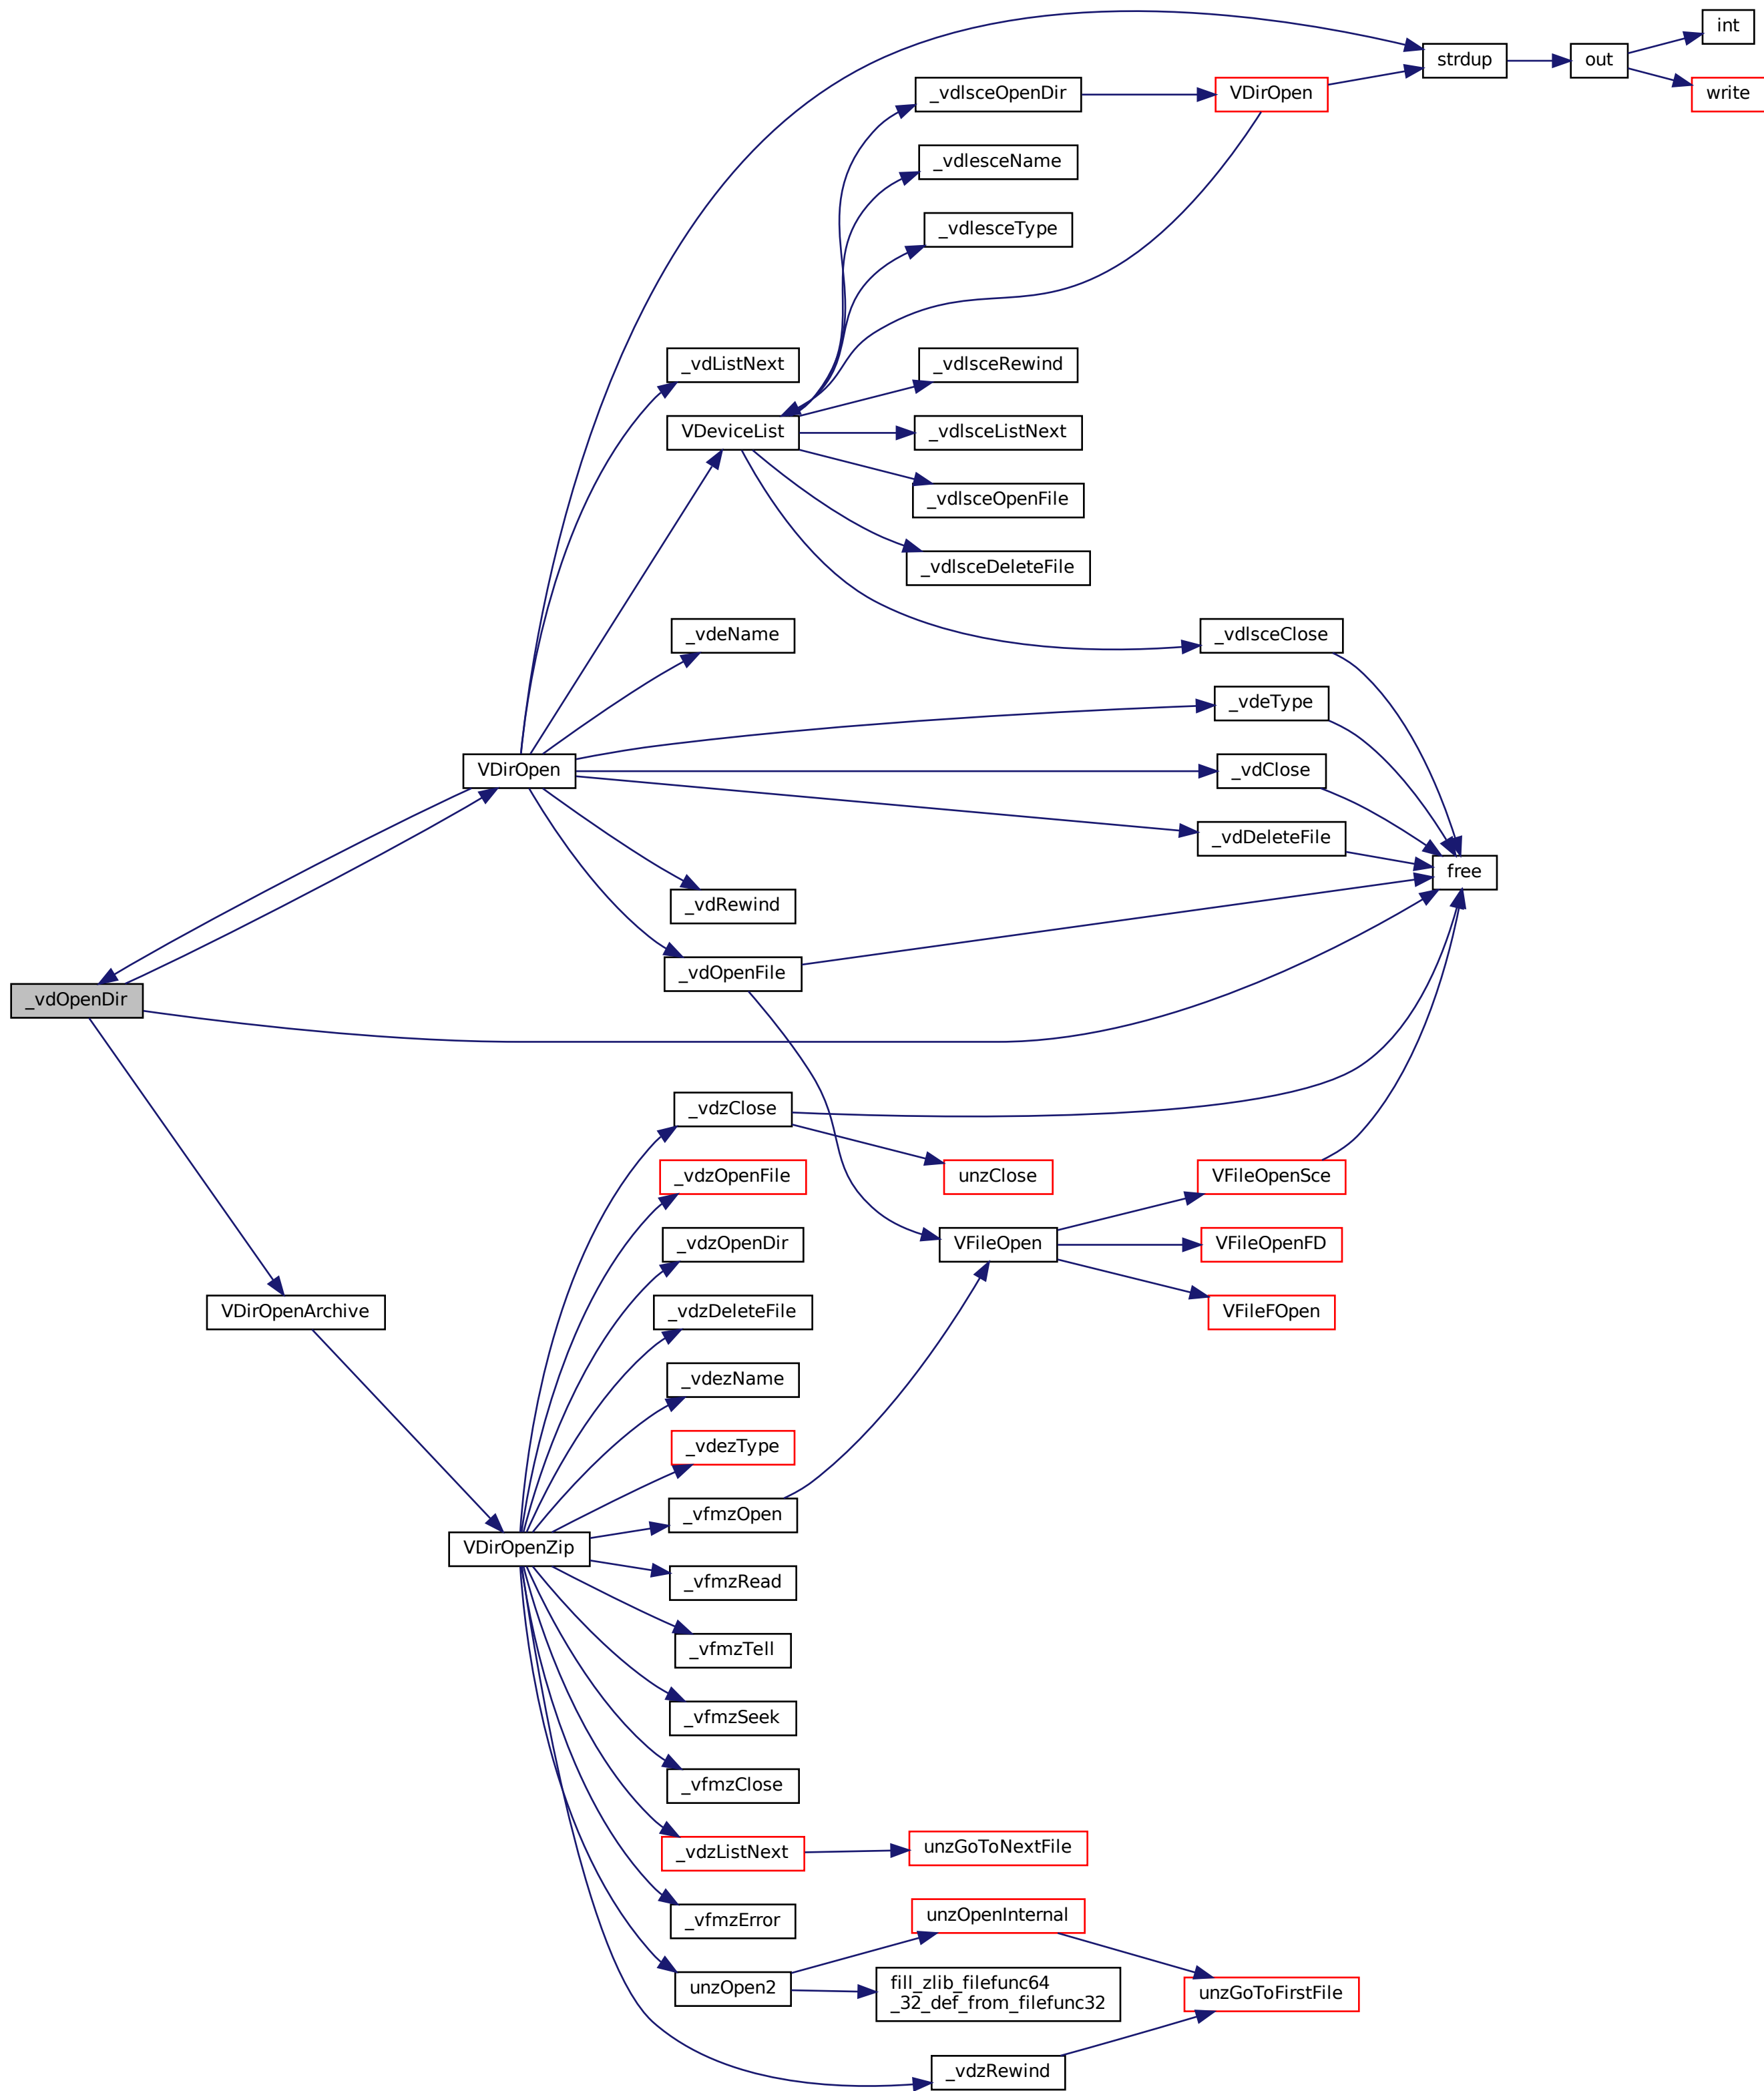 int
strdup
out
_vdlsceOpenDir
VDirOpen
write
_vdlesceName
_vdlesceType
_vdListNext
_vdlsceRewind
VDeviceList
_vdlsceListNext
_vdlsceOpenFile
_vdlsceDeleteFile
_vdeName
_vdlsceClose
_vdeType
VDirOpen
_vdClose
_vdDeleteFile
free
_vdRewind
_vdOpenFile
_vdOpenDir
_vdzClose
_vdzOpenFile
unzClose
VFileOpenSce
_vdzOpenDir
VFileOpen
VFileOpenFD
VDirOpenArchive
_vdzDeleteFile
VFileFOpen
_vdezName
_vdezType
_vfmzOpen
VDirOpenZip
_vfmzRead
_vfmzTell
_vfmzSeek
_vfmzClose
_vdzListNext
unzGoToNextFile
_vfmzError
unzOpenInternal
unzOpen2
fill_zlib_filefunc64
_32_def_from_filefunc32
unzGoToFirstFile
_vdzRewind